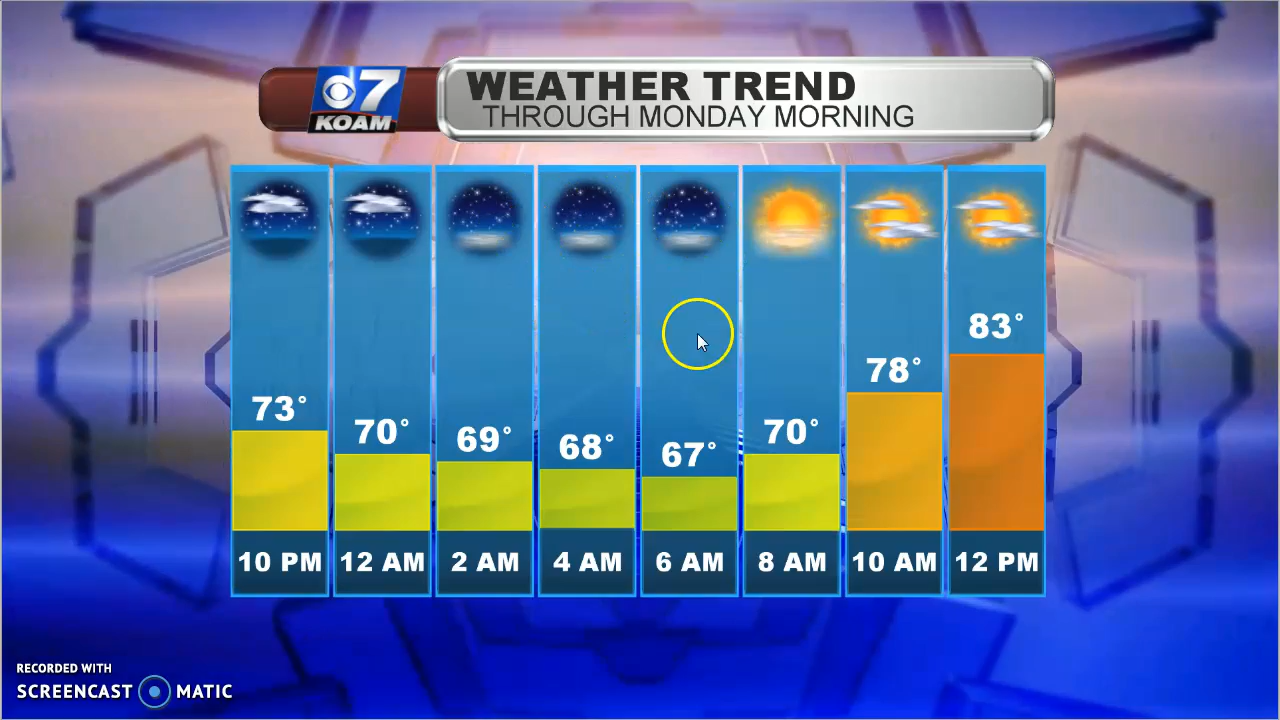 7
KOAM
WEATHER TREND
THROUGH MONDAY MORNING
73° 70° 69° 68° 67° 70° 78° 83°
10 PM 12 AM 2 AM 4 AM 6 AM 8 AM 10 AM 12 PM
RECORDED WITH
SCREENCAST MATIC